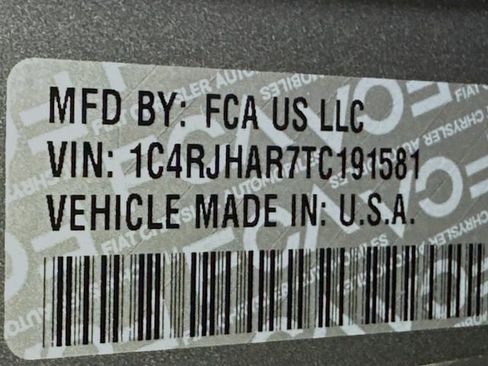 MFD BY: FCA US LLC
VIN: 1C4RJHAR7TC191581
VEHICLE MADE IN: U.S.A.